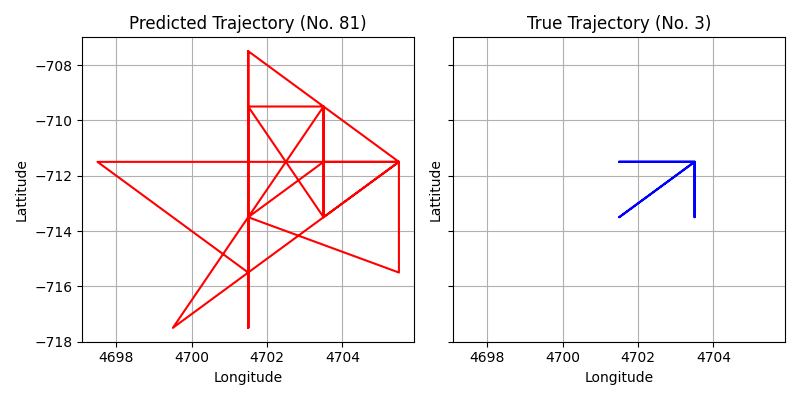 Predicted Trajectory (No. 81)
True Trajectory (No. 3)
Lattitude
−708
−710
−712
−714
−716
−718
4698
4700
4702
4704
Longitude
Lattitude
4698
4700
4702
4704
Longitude